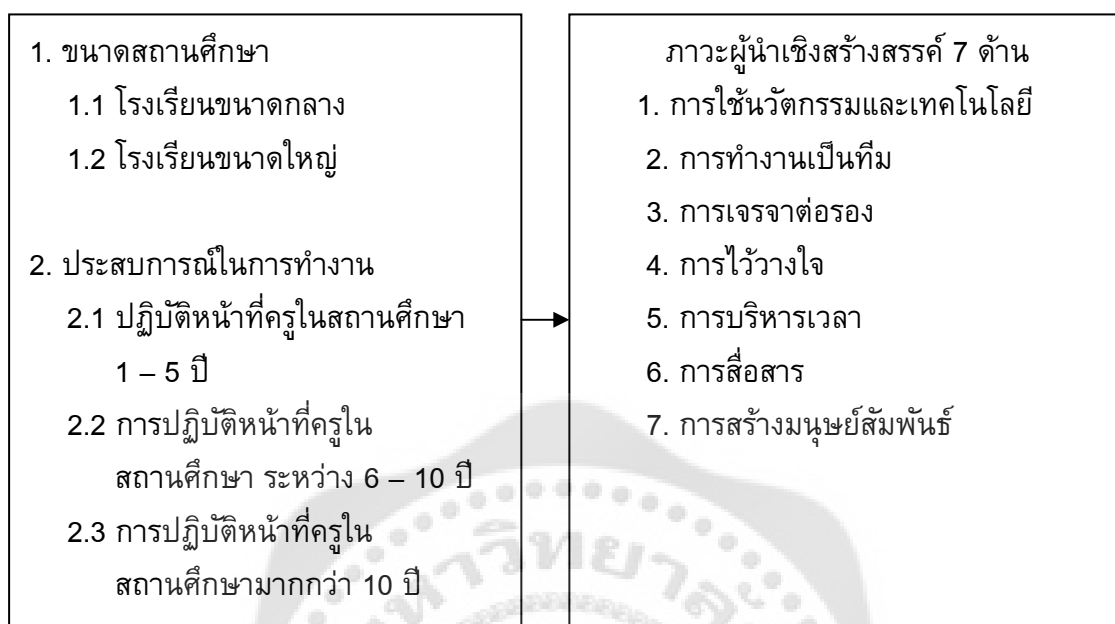 1. ขนาดสถานศึกษา
1.1 โรงเรียนขนาดกลาง
1.2 โรงเรียนขนาดใหญ่
2. ประสบการณ์ในการทำงาน
2.1 ปฏิบัติหน้าที่ครูในสถานศึกษา
1 – 5 ปี
2.2 การปฏิบัติหน้าที่ครูใน
สถานศึกษา ระหว่าง 6 – 10 ปี
2.3 การปฏิบัติหน้าที่ครูใน
สถานศึกษามากกว่า 10 ปี
ภาวะผู้นำเชิงสร้างสรรค์ 7 ด้าน
1. การใช้นวัตกรรมและเทคโนโลยี
2. การทำงานเป็นทีม
3. การเจรจาต่อรอง
4. การไว้วางใจ
5. การบริหารเวลา
6. การสื่อสาร
7. การสร้างมนุษย์สัมพันธ์